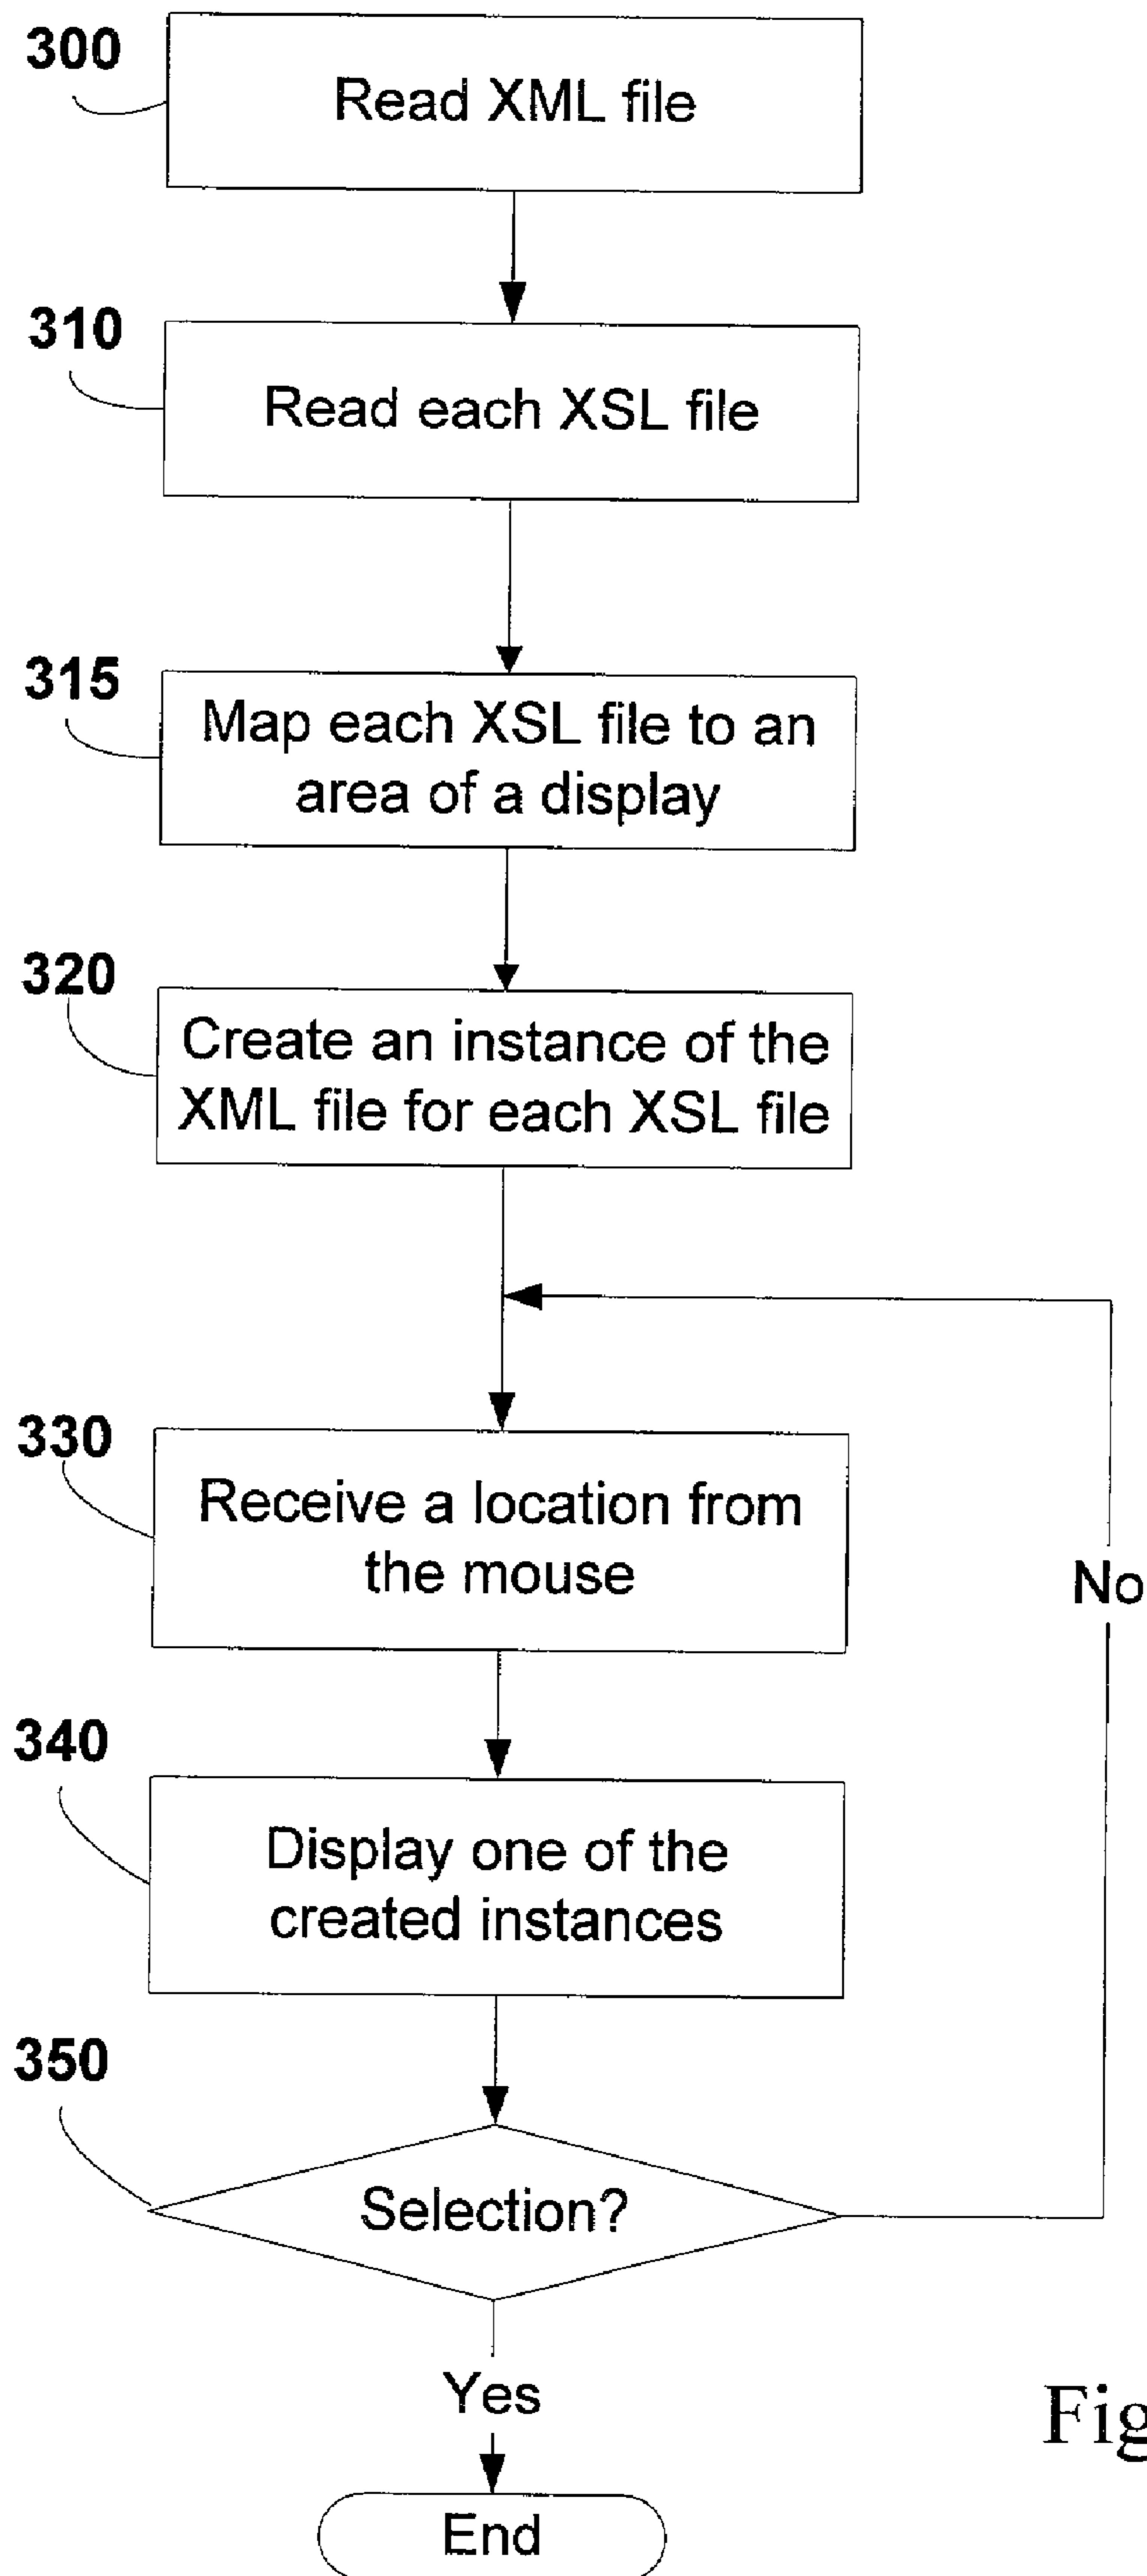 300
Read XML file
310
Read each XSL file
315
Map each XSL file to an
area of a display
320
Create an instance of the
XML file for each XSL file
330
Receive a location from
the mouse
No
340
Display one of the
created instances
350
Selection?
Yes
Fig
End